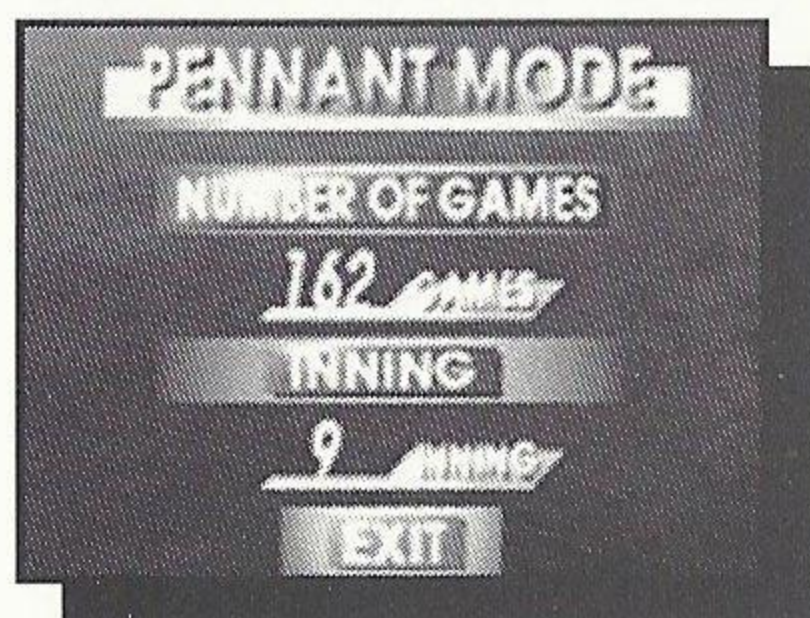 PENNANT MODE
NUMBER OF GAMES
162 GAMES
INNING
9 INNING
EXIT